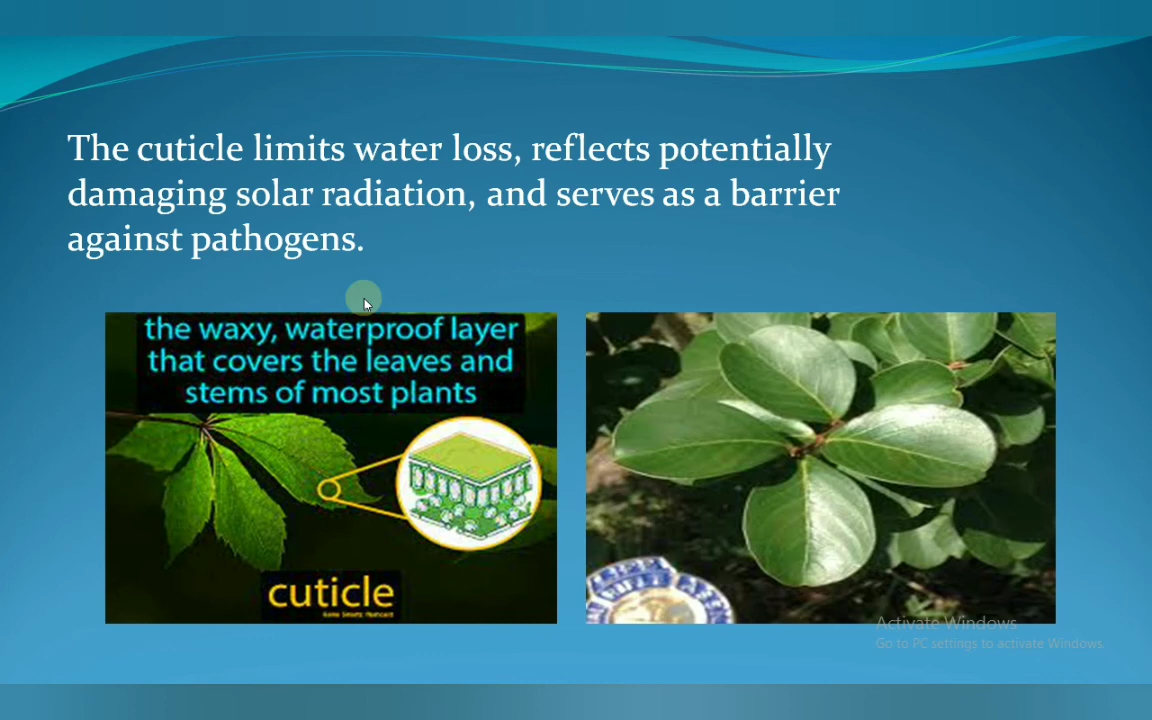 The cuticle limits water loss, reflects potentially
damaging solar radiation, and serves as a barrier
against pathogens.
the waxy, waterproof layer
that covers the leaves and
stems of most plants
cuticle
Activate Windows
Go to PC settings to activate Windows.